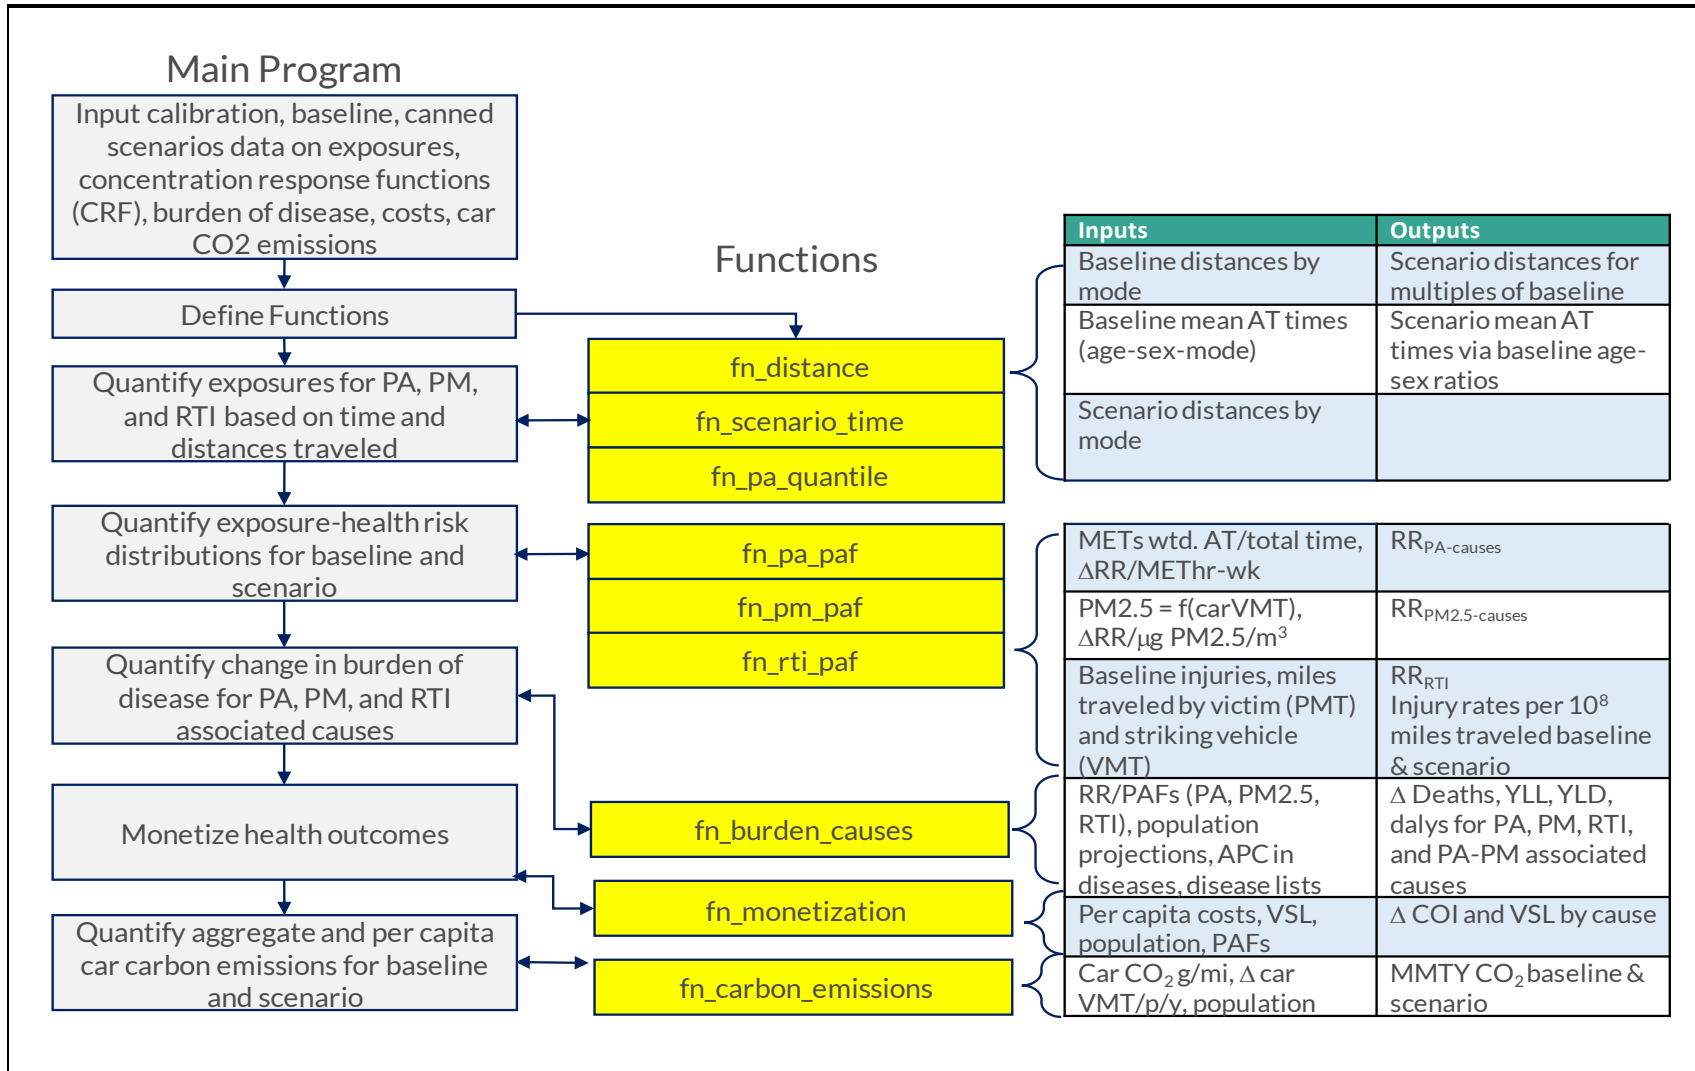 Main Program
Input calibration, baseline, canned
scenarios data on exposures,
concentration response functions
(CRF), burden of disease, costs, car
CO2 emissions
Define Functions
Quantify exposures for PA, PM,
and RTI based on time and
distances traveled
Quantify exposure-health risk
distributions for baseline and
scenario
Quantify change in burden of
disease for PA, PM, and RTI
associated causes
Monetize health outcomes
Quantify aggregate and per capita
car carbon emissions for baseline
and scenario
Functions
fn_distance
fn_scenario_time
fn_pa_quantile
fn_pa_paf
fn_pm_paf
fn_rti_paf
fn_burden_causes
fn_monetization
fn_carbon_emissions
Inputs
Outputs
Baseline distances by
mode
Scenario distances for
multiples of baseline
Baseline mean AT times
(age-sex-mode)
Scenario mean AT
times via baseline age-
sex ratios
Scenario distances by
mode
METs wtd. AT/total time,
∆RR/METhr-wk
RR_PA-causes
PM2.5 = f(carVMT),
∆RR/µg PM2.5/m³
RR_PM2.5-causes
Baseline injuries, miles
traveled by victim (PMT)
and striking vehicle
(VMT)
RR_RTI
Injury rates per 10⁸
miles traveled baseline
& scenario
RR/PAFs (PA, PM2.5,
RTI), population
projections, APC in
diseases, disease lists
∆ Deaths, YLL, YLD,
dalys for PA, PM, RTI,
and PA-PM associated
causes
Per capita costs, VSL,
population, PAFs
∆ COI and VSL by cause
Car CO₂ g/mi, ∆ car
VMT/p/y, population
MMTY CO₂ baseline &
scenario